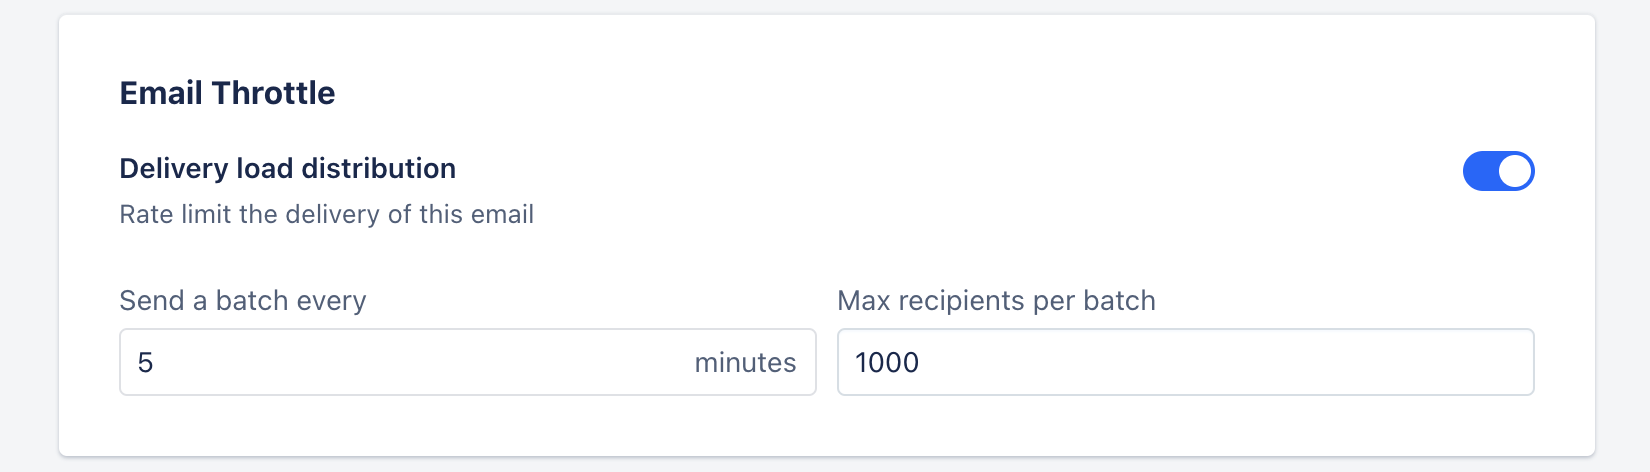 Email Throttle
Delivery load distribution
Rate limit the delivery of this email
Send a batch every
5 minutes
Max recipients per batch
1000